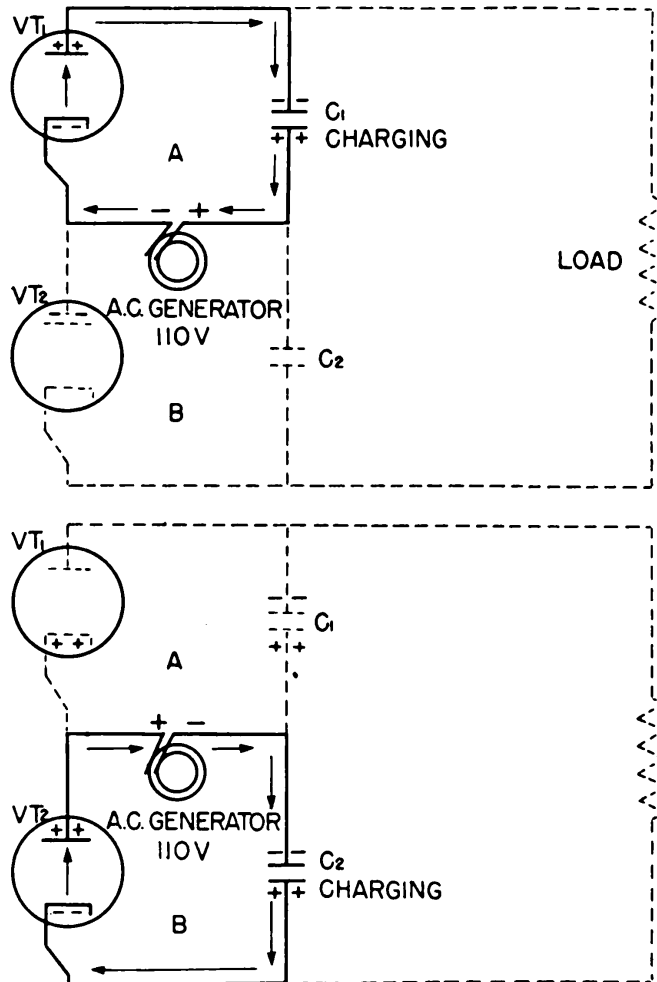 VT1
C1
CHARGING
A
LOAD
VT2
A.C. GENERATOR
110V
C2
B
VT1
C1
A
VT2
A.C. GENERATOR
110V
C2
CHARGING
B